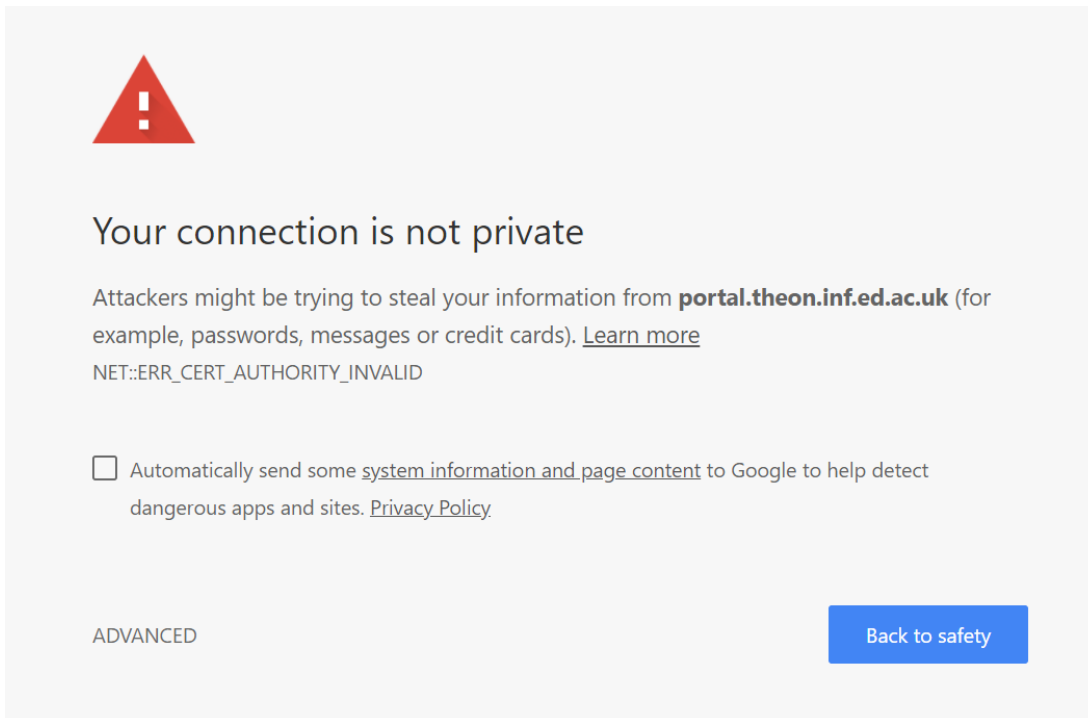 Your connection is not private
Attackers might be trying to steal your information from portal.theon.inf.ed.ac.uk (for
example, passwords, messages or credit cards). Learn more
NET::ERR_CERT_AUTHORITY_INVALID
Automatically send some system information and page content to Google to help detect
dangerous apps and sites. Privacy Policy
ADVANCED
Back to safety